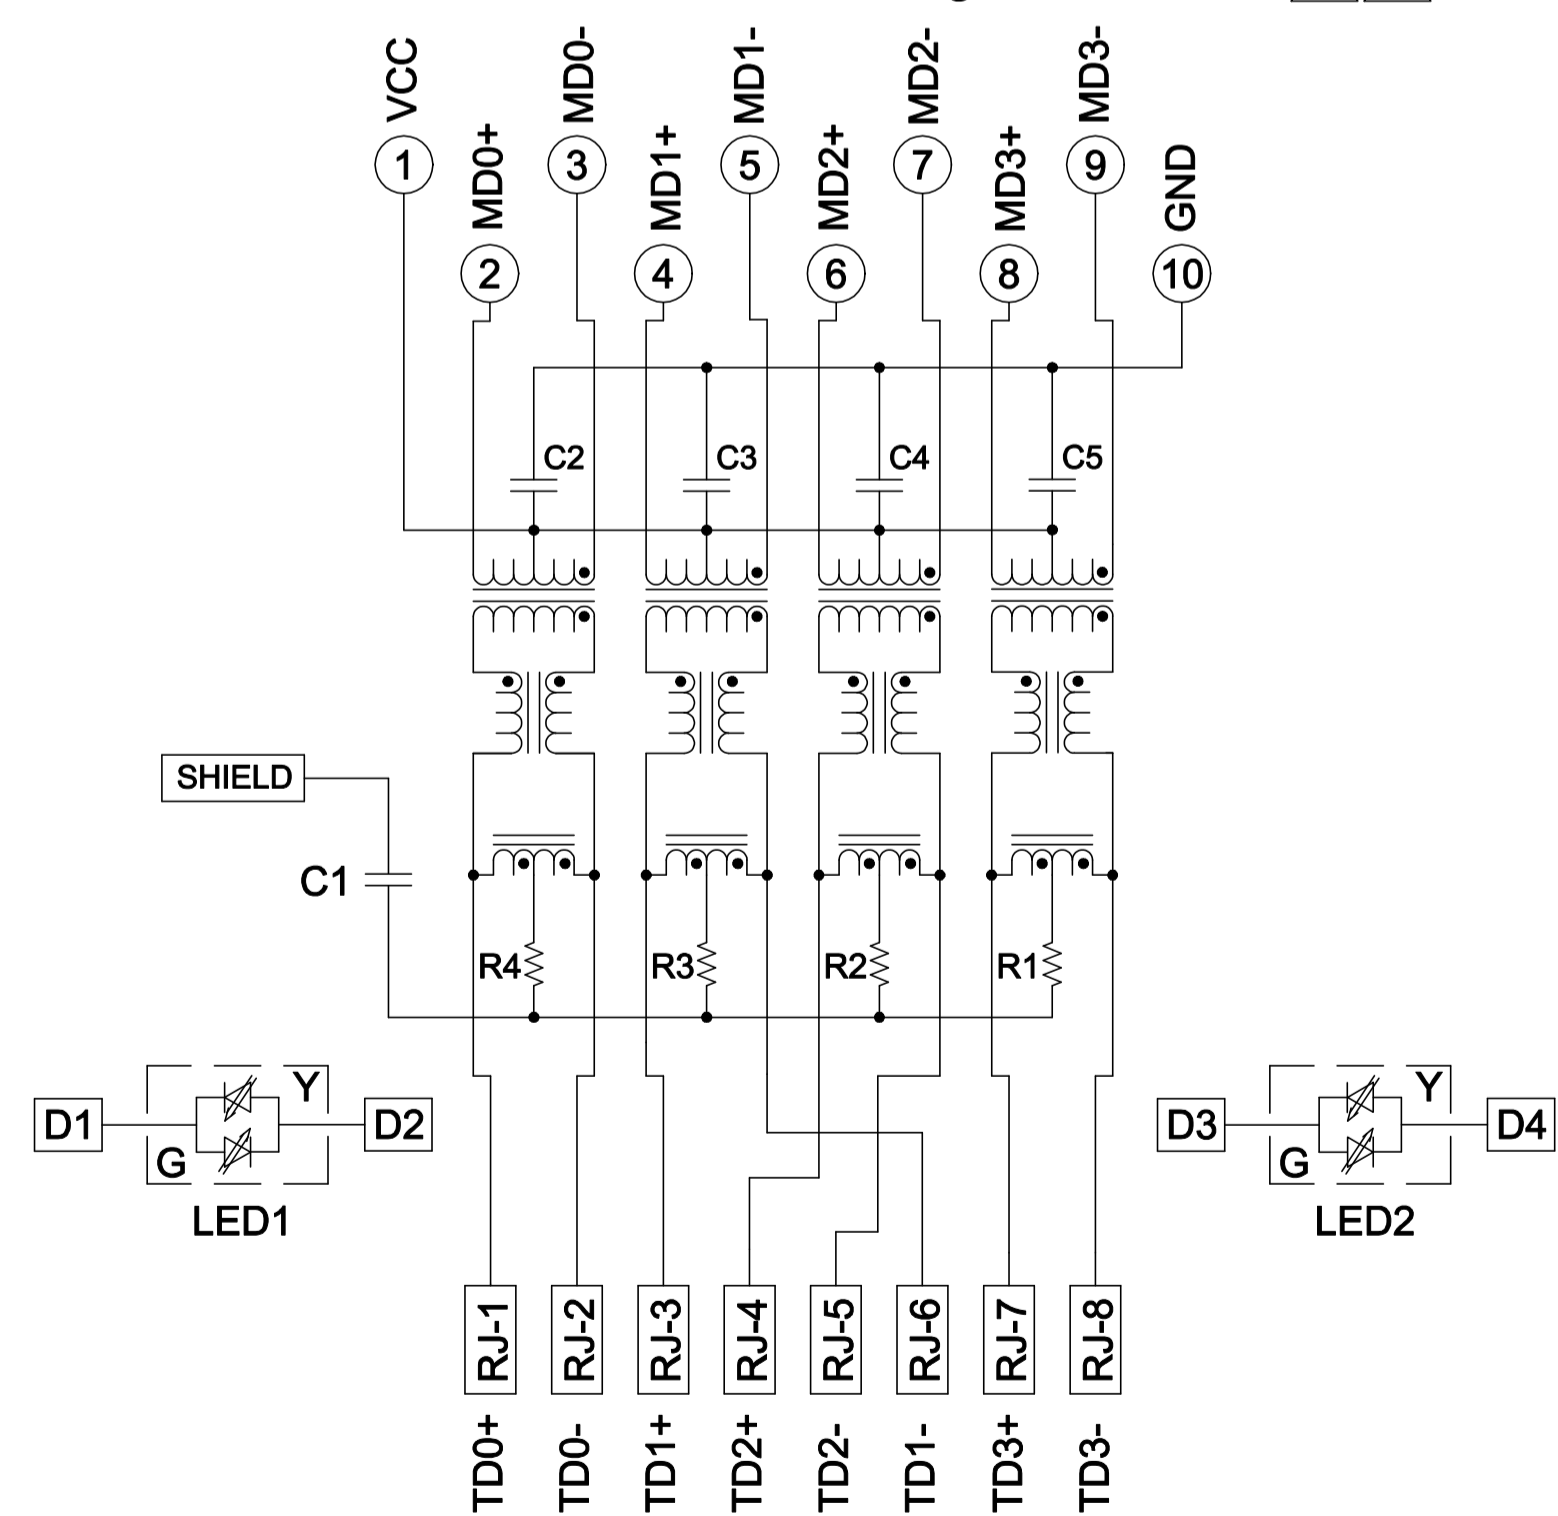 VCC
MD0+
MD0-
MD1+
MD1-
MD2+
MD2-
MD3+
MD3-
GND
1
3
5
7
9
2
4
6
8
10
C2
C3
C4
C5
SHIELD
C1
R4
R3
R2
R1
D1
Y
G
D2
LED1
D3
Y
G
D4
LED2
RJ-1
RJ-2
RJ-3
RJ-4
RJ-5
RJ-6
RJ-7
RJ-8
TD0+
TD0-
TD1+
TD2+
TD2-
TD1-
TD3+
TD3-